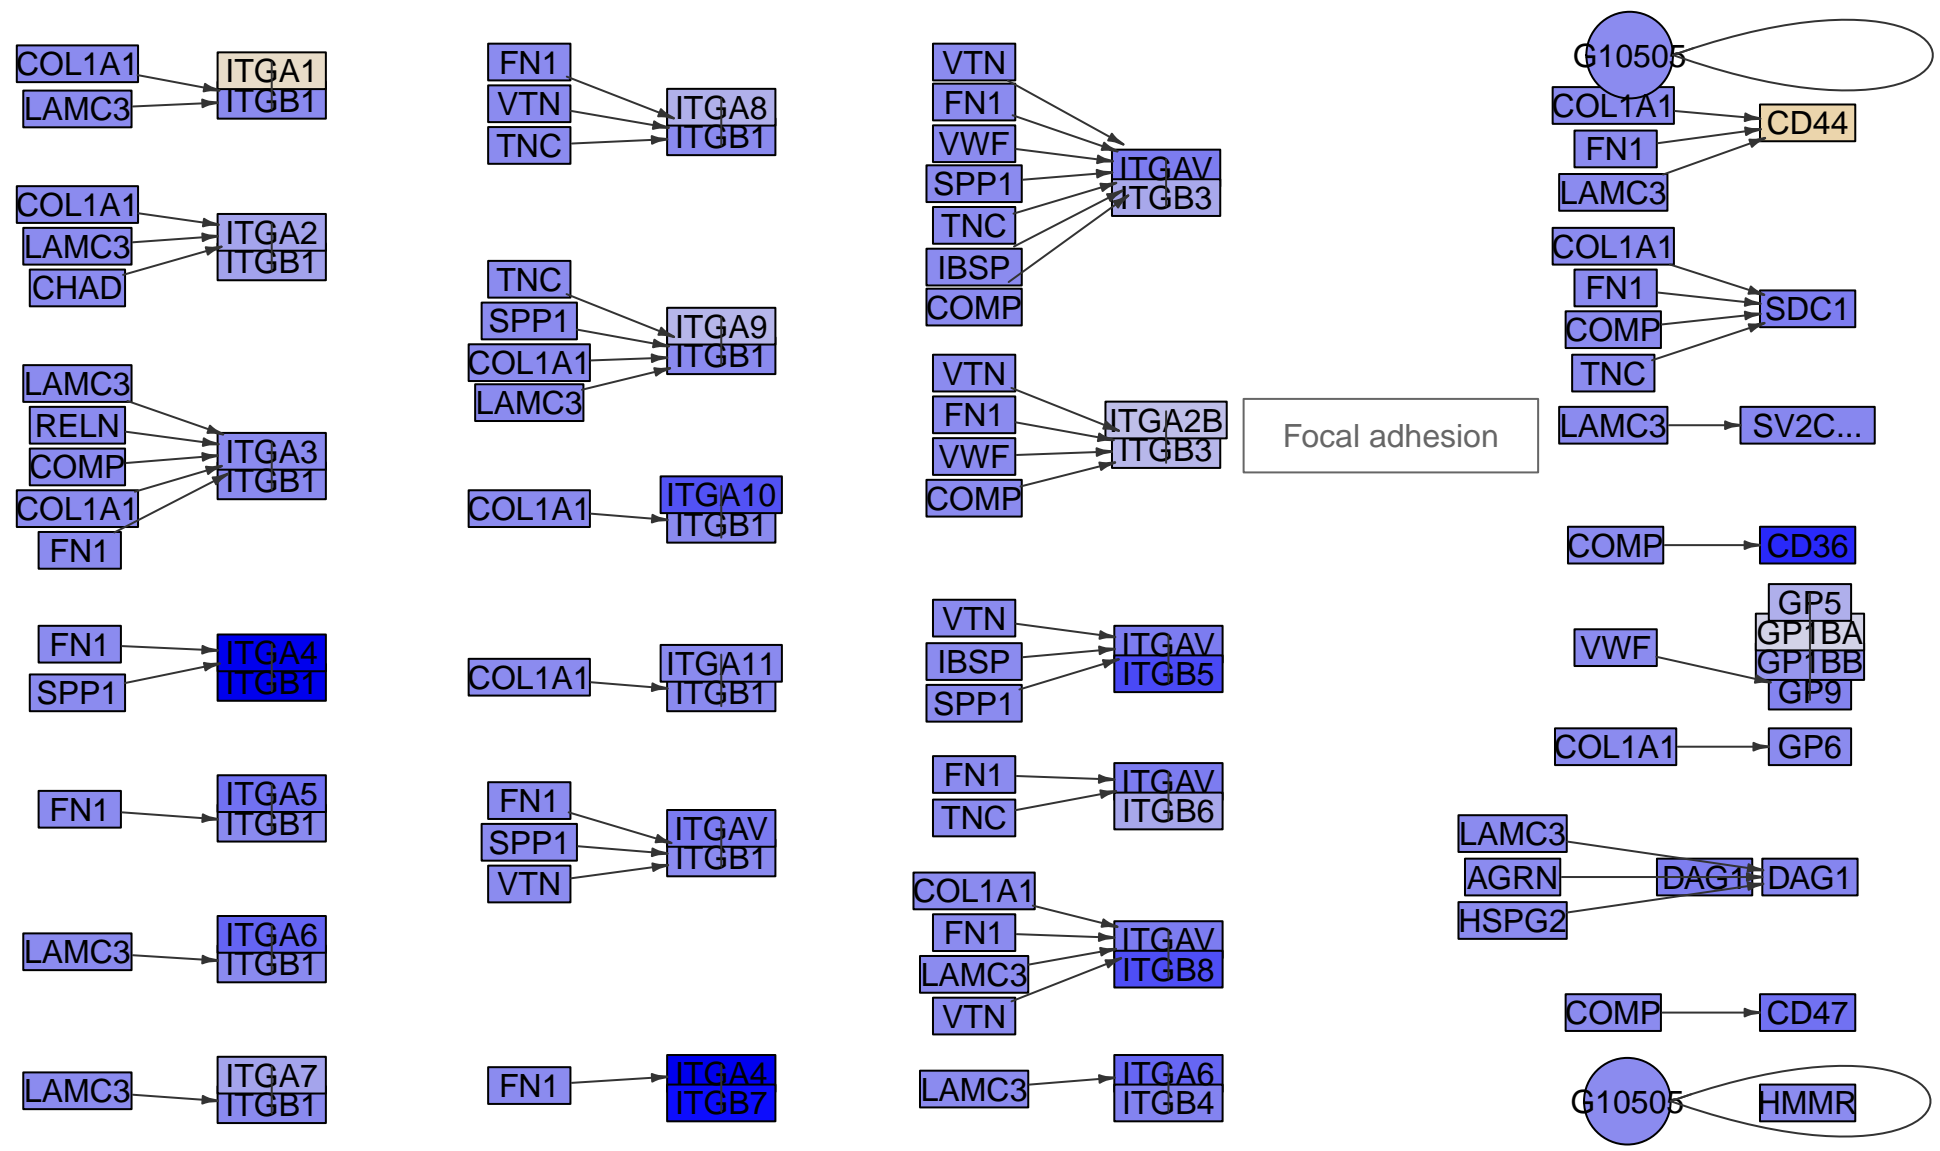 COL1A1
LAMC3
ITGA1
ITGB1
COL1A1
LAMC3
CHAD
ITGA2
ITGB1
LAMC3
RELN
COMP
COL1A1
FN1
ITGA3
ITGB1
FN1
SPP1
ITGA4
ITGB1
FN1
ITGA5
ITGB1
LAMC3
ITGA6
ITGB1
LAMC3
ITGA7
ITGB1
FN1
VTN
TNC
ITGA8
ITGB1
TNC
SPP1
COL1A1
LAMC3
ITGA9
ITGB1
COL1A1
ITGA10
ITGB1
COL1A1
ITGA11
ITGB1
FN1
SPP1
VTN
ITGAV
ITGB1
FN1
ITGA4
ITGB7
VTN
FN1
VWF
SPP1
TNC
IBSP
COMP
ITGAV
ITGB3
VTN
FN1
VWF
COMP
ITGA2B
ITGB3
VTN
IBSP
SPP1
ITGAV
ITGB5
FN1
TNC
ITGAV
ITGB6
COL1A1
FN1
LAMC3
VTN
ITGAV
ITGB8
LAMC3
ITGA6
ITGB4
Focal adhesion
G10505
COL1A1
FN1
LAMC3
CD44
COL1A1
FN1
COMP
TNC
SDC1
LAMC3
SV2C...
COMP
CD36
VWF
GP5
GP1BA
GP1BB
GP9
COL1A1
GP6
LAMC3
AGRN
HSPG2
DAG1
DAG1
COMP
CD47
G10505
HMMR